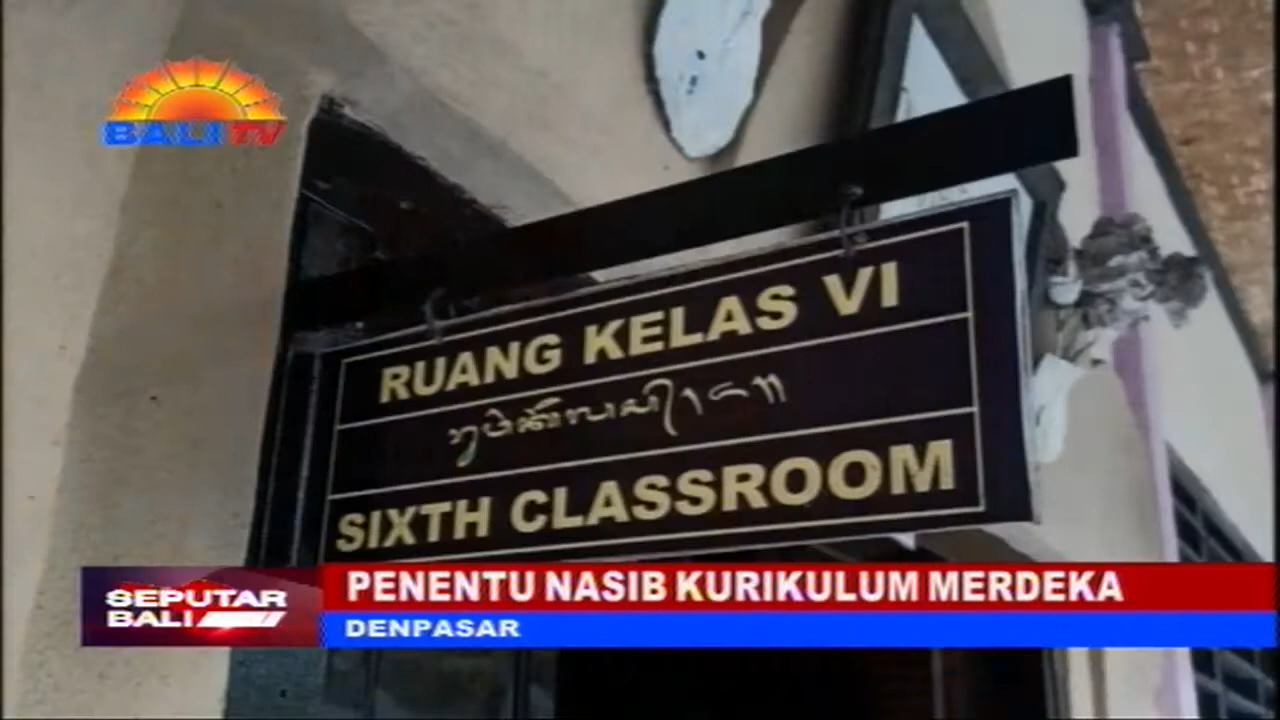 BALI TV
RUANG KELAS VI
SIXTH CLASSROOM
SEPUTAR
BALI
PENENTU NASIB KURIKULUM MERDEKA
DENPASAR